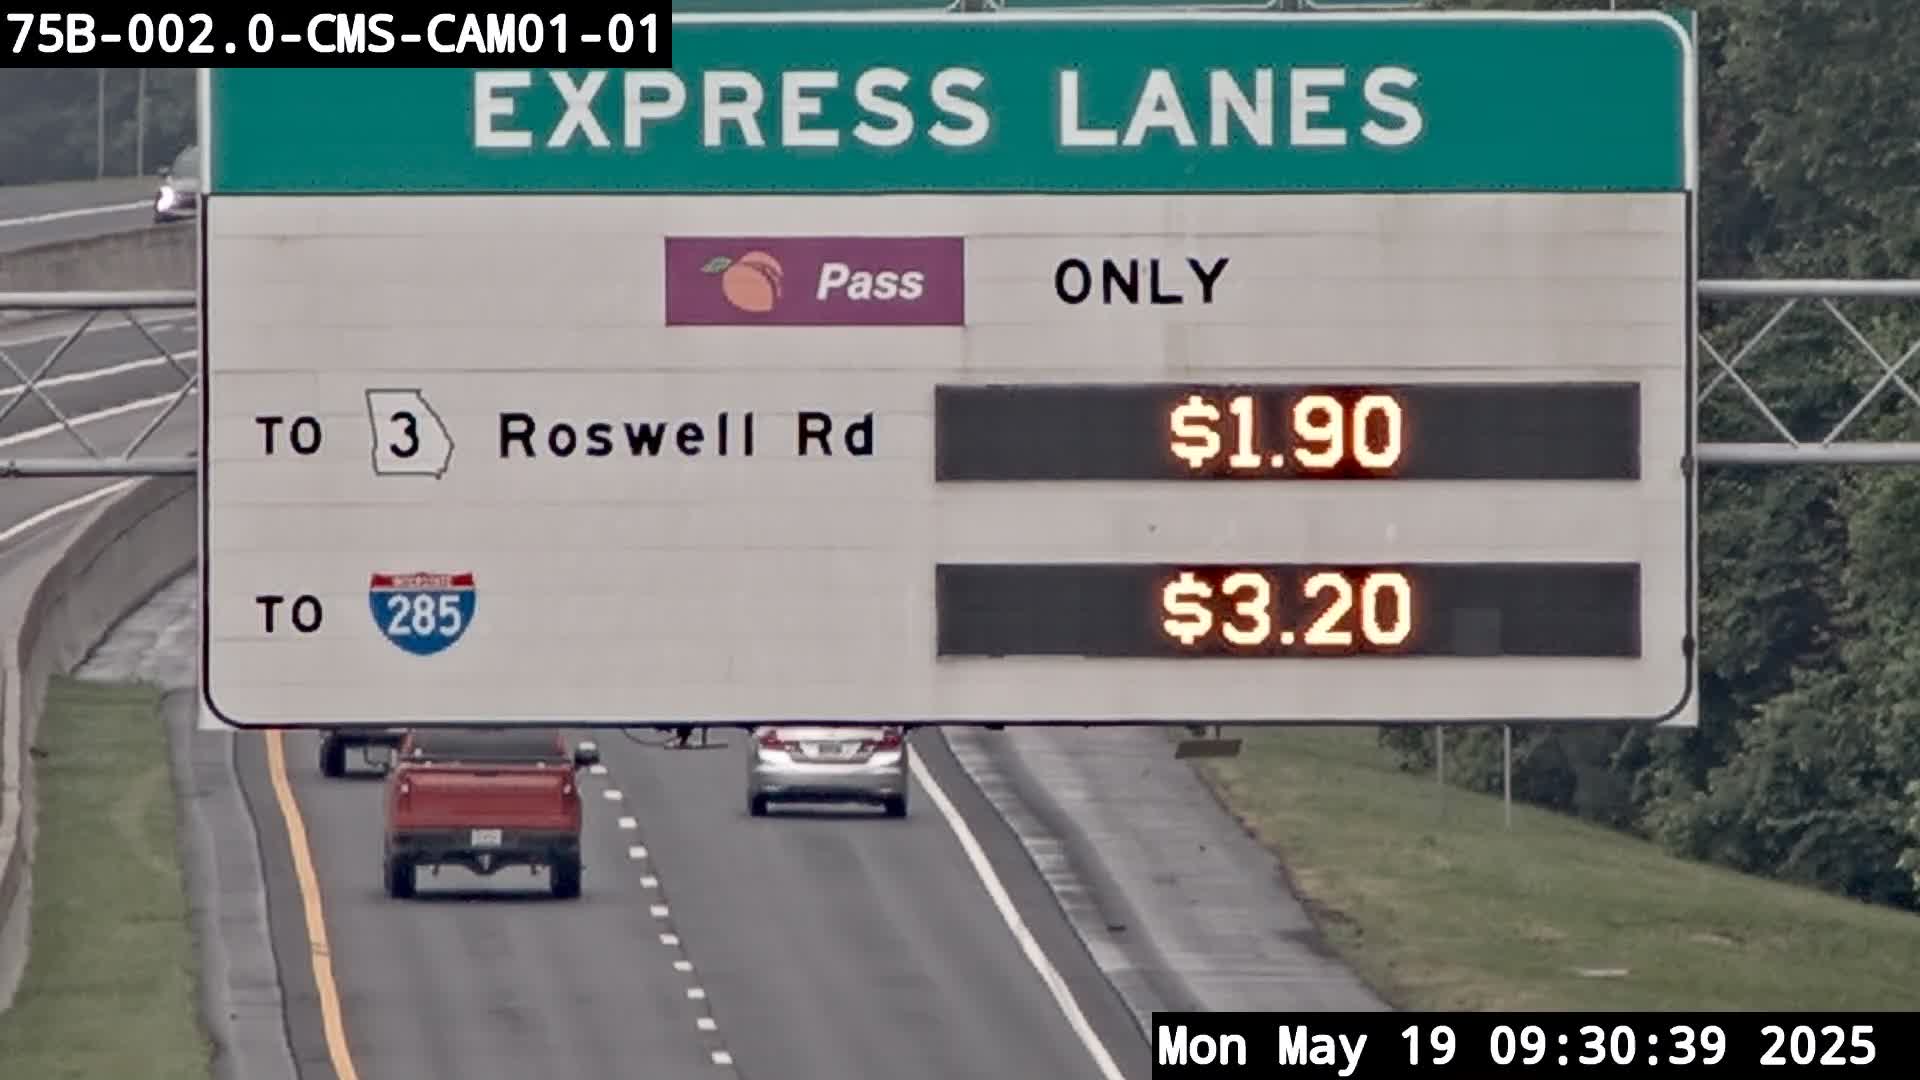 75B-002.0-CMS-CAM01-01
EXPRESS LANES
Pass ONLY
TO 3 Roswell Rd $1.90
INTERSTATE
TO 285 $3.20
Mon May 19 09:30:39 2025